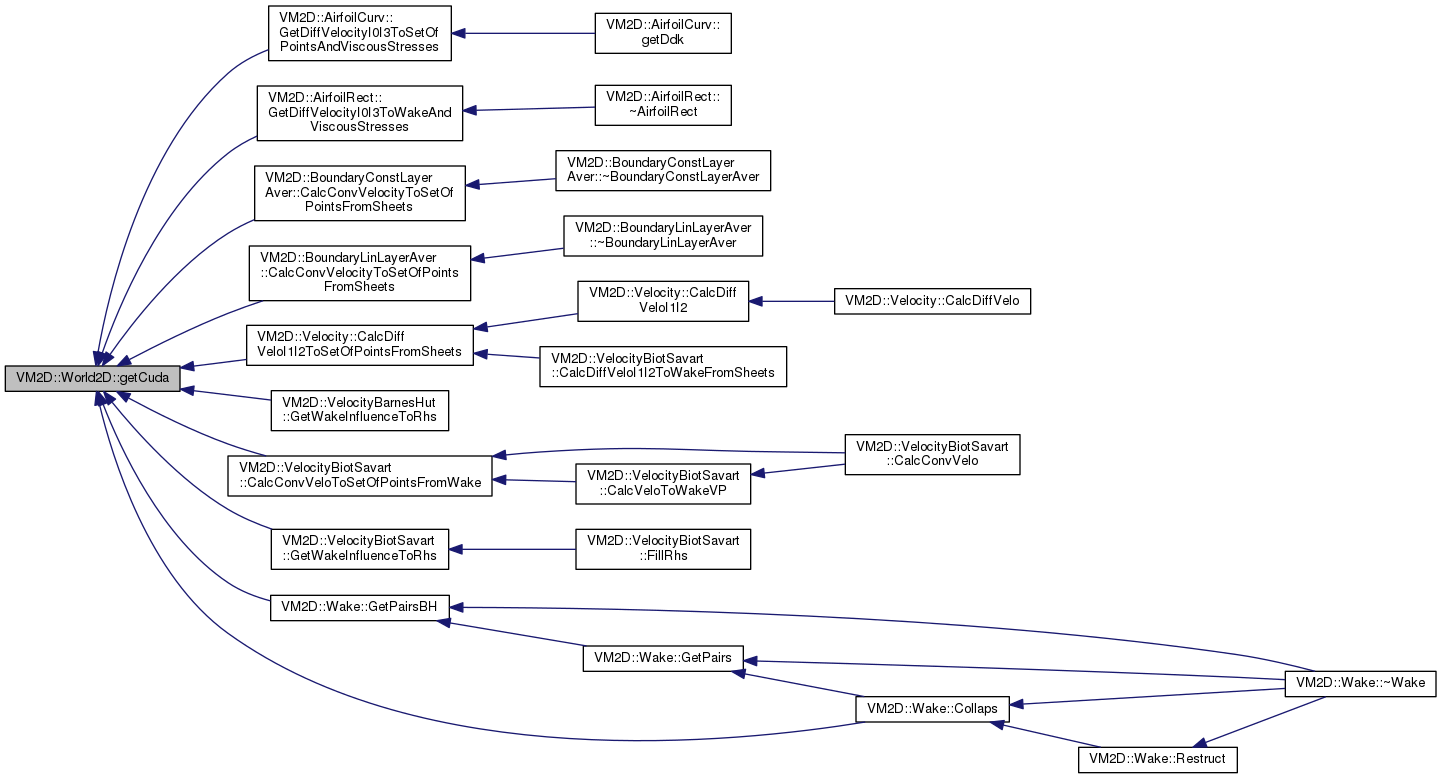 VM2D::AirfoilCurv::
GetDiffVelocityI0I3ToSetOf
PointsAndViscousStresses
VM2D::AirfoilCurv::
getDdk
VM2D::AirfoilRect::
GetDiffVelocityI0I3ToWakeAnd
ViscousStresses
VM2D::AirfoilRect::
~AirfoilRect
VM2D::BoundaryConstLayer
Aver::CalcConvVelocityToSetOf
PointsFromSheets
VM2D::BoundaryConstLayer
Aver::~BoundaryConstLayerAver
VM2D::BoundaryLinLayerAver
::CalcConvVelocityToSetOfPoints
FromSheets
VM2D::BoundaryLinLayerAver
::~BoundaryLinLayerAver
VM2D::Velocity::CalcDiff
VeloI1I2ToSetOfPointsFromSheets
VM2D::Velocity::CalcDiff
VeloI1I2
VM2D::Velocity::CalcDiffVelo
VM2D::VelocityBiotSavart
::CalcDiffVeloI1I2ToWakeFromSheets
VM2D::World2D::getCuda
VM2D::VelocityBarnesHut
::GetWakeInfluenceToRhs
VM2D::VelocityBiotSavart
::CalcConvVeloToSetOfPointsFromWake
VM2D::VelocityBiotSavart
::CalcVeloToWakeVP
VM2D::VelocityBiotSavart
::CalcConvVelo
VM2D::VelocityBiotSavart
::GetWakeInfluenceToRhs
VM2D::VelocityBiotSavart
::FillRhs
VM2D::Wake::GetPairsBH
VM2D::Wake::GetPairs
VM2D::Wake::~Wake
VM2D::Wake::Collaps
VM2D::Wake::Restruct